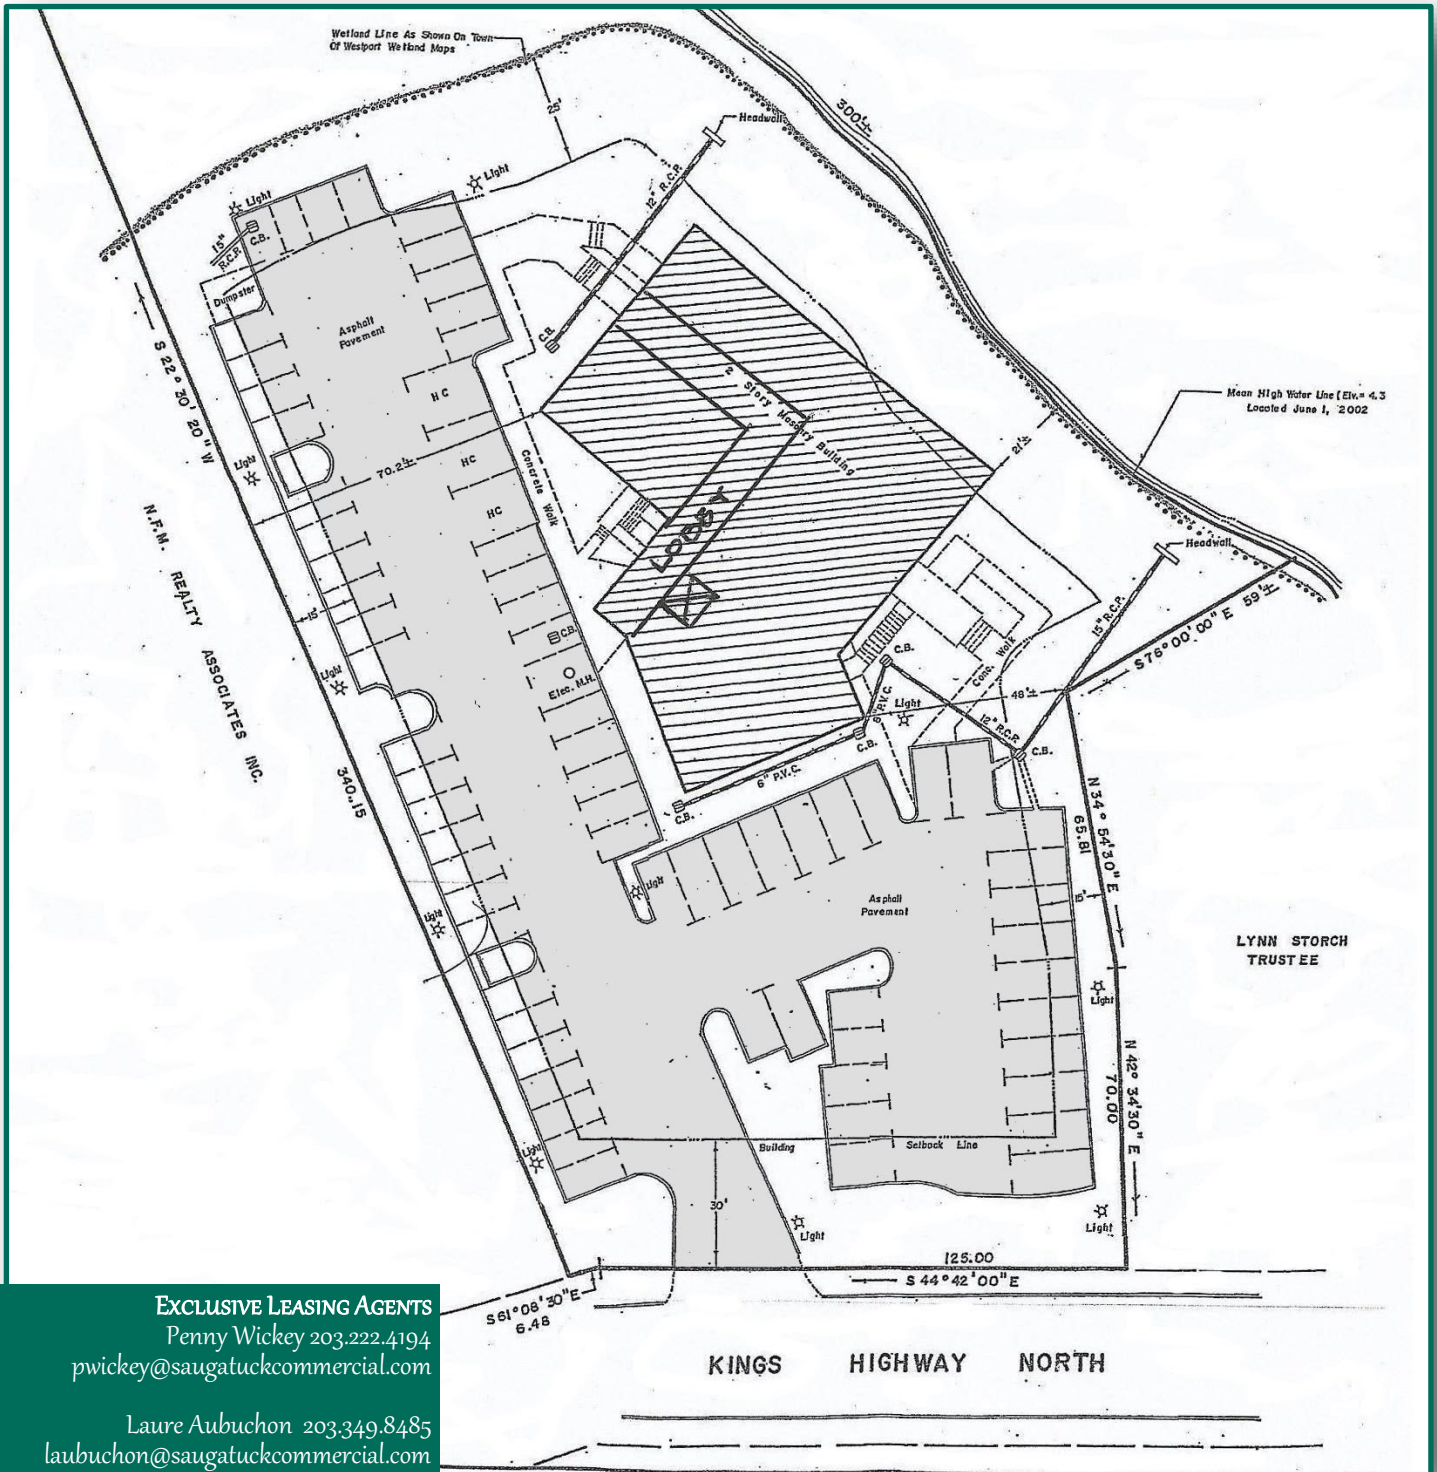 Wetland Line As Shown On Town
Of Westport Wetland Maps
25'
300'±
Headwall
12" R.C.P.
Light
Light
15"
R.C.P.
C.B.
Dumpster
Asphalt
Pavement
C.B.
S 22° 30' 20" W
2 Story Masonry Building
Mean High Water Line (Elv.= 4.3
Located June 1, 2002
21'±
HC
HC
HC
70.2'±
Light
Concrete Walk
LOBBY
N.F.M. REALTY ASSOCIATES INC.
Headwall
15" R.C.P.
S 76° 00' 00" E 59'±
15'
C.B.
Elec. M.H.
Light
C.B.
Conc. Walk
48'±
8" P.V.C.
Light
12" R.C.P.
C.B.
C.B.
6" P.V.C.
C.B.
340.15
N 34° 54' 30" E
65.81
15'
Light
Asphalt
Pavement
Light
LYNN STORCH
TRUSTEE
Light
N 42° 34' 30" E
70.00
Building Setback Line
Light
30'
Light
Light
125.00
S 44° 42' 00" E
S 61° 08' 30" E
6.48
KINGS HIGHWAY NORTH
EXCLUSIVE LEASING AGENTS
Penny Wickey 203.222.4194
pwickey@saugatuckcommercial.com
Laure Aubuchon 203.349.8485
laubuchon@saugatuckcommercial.com